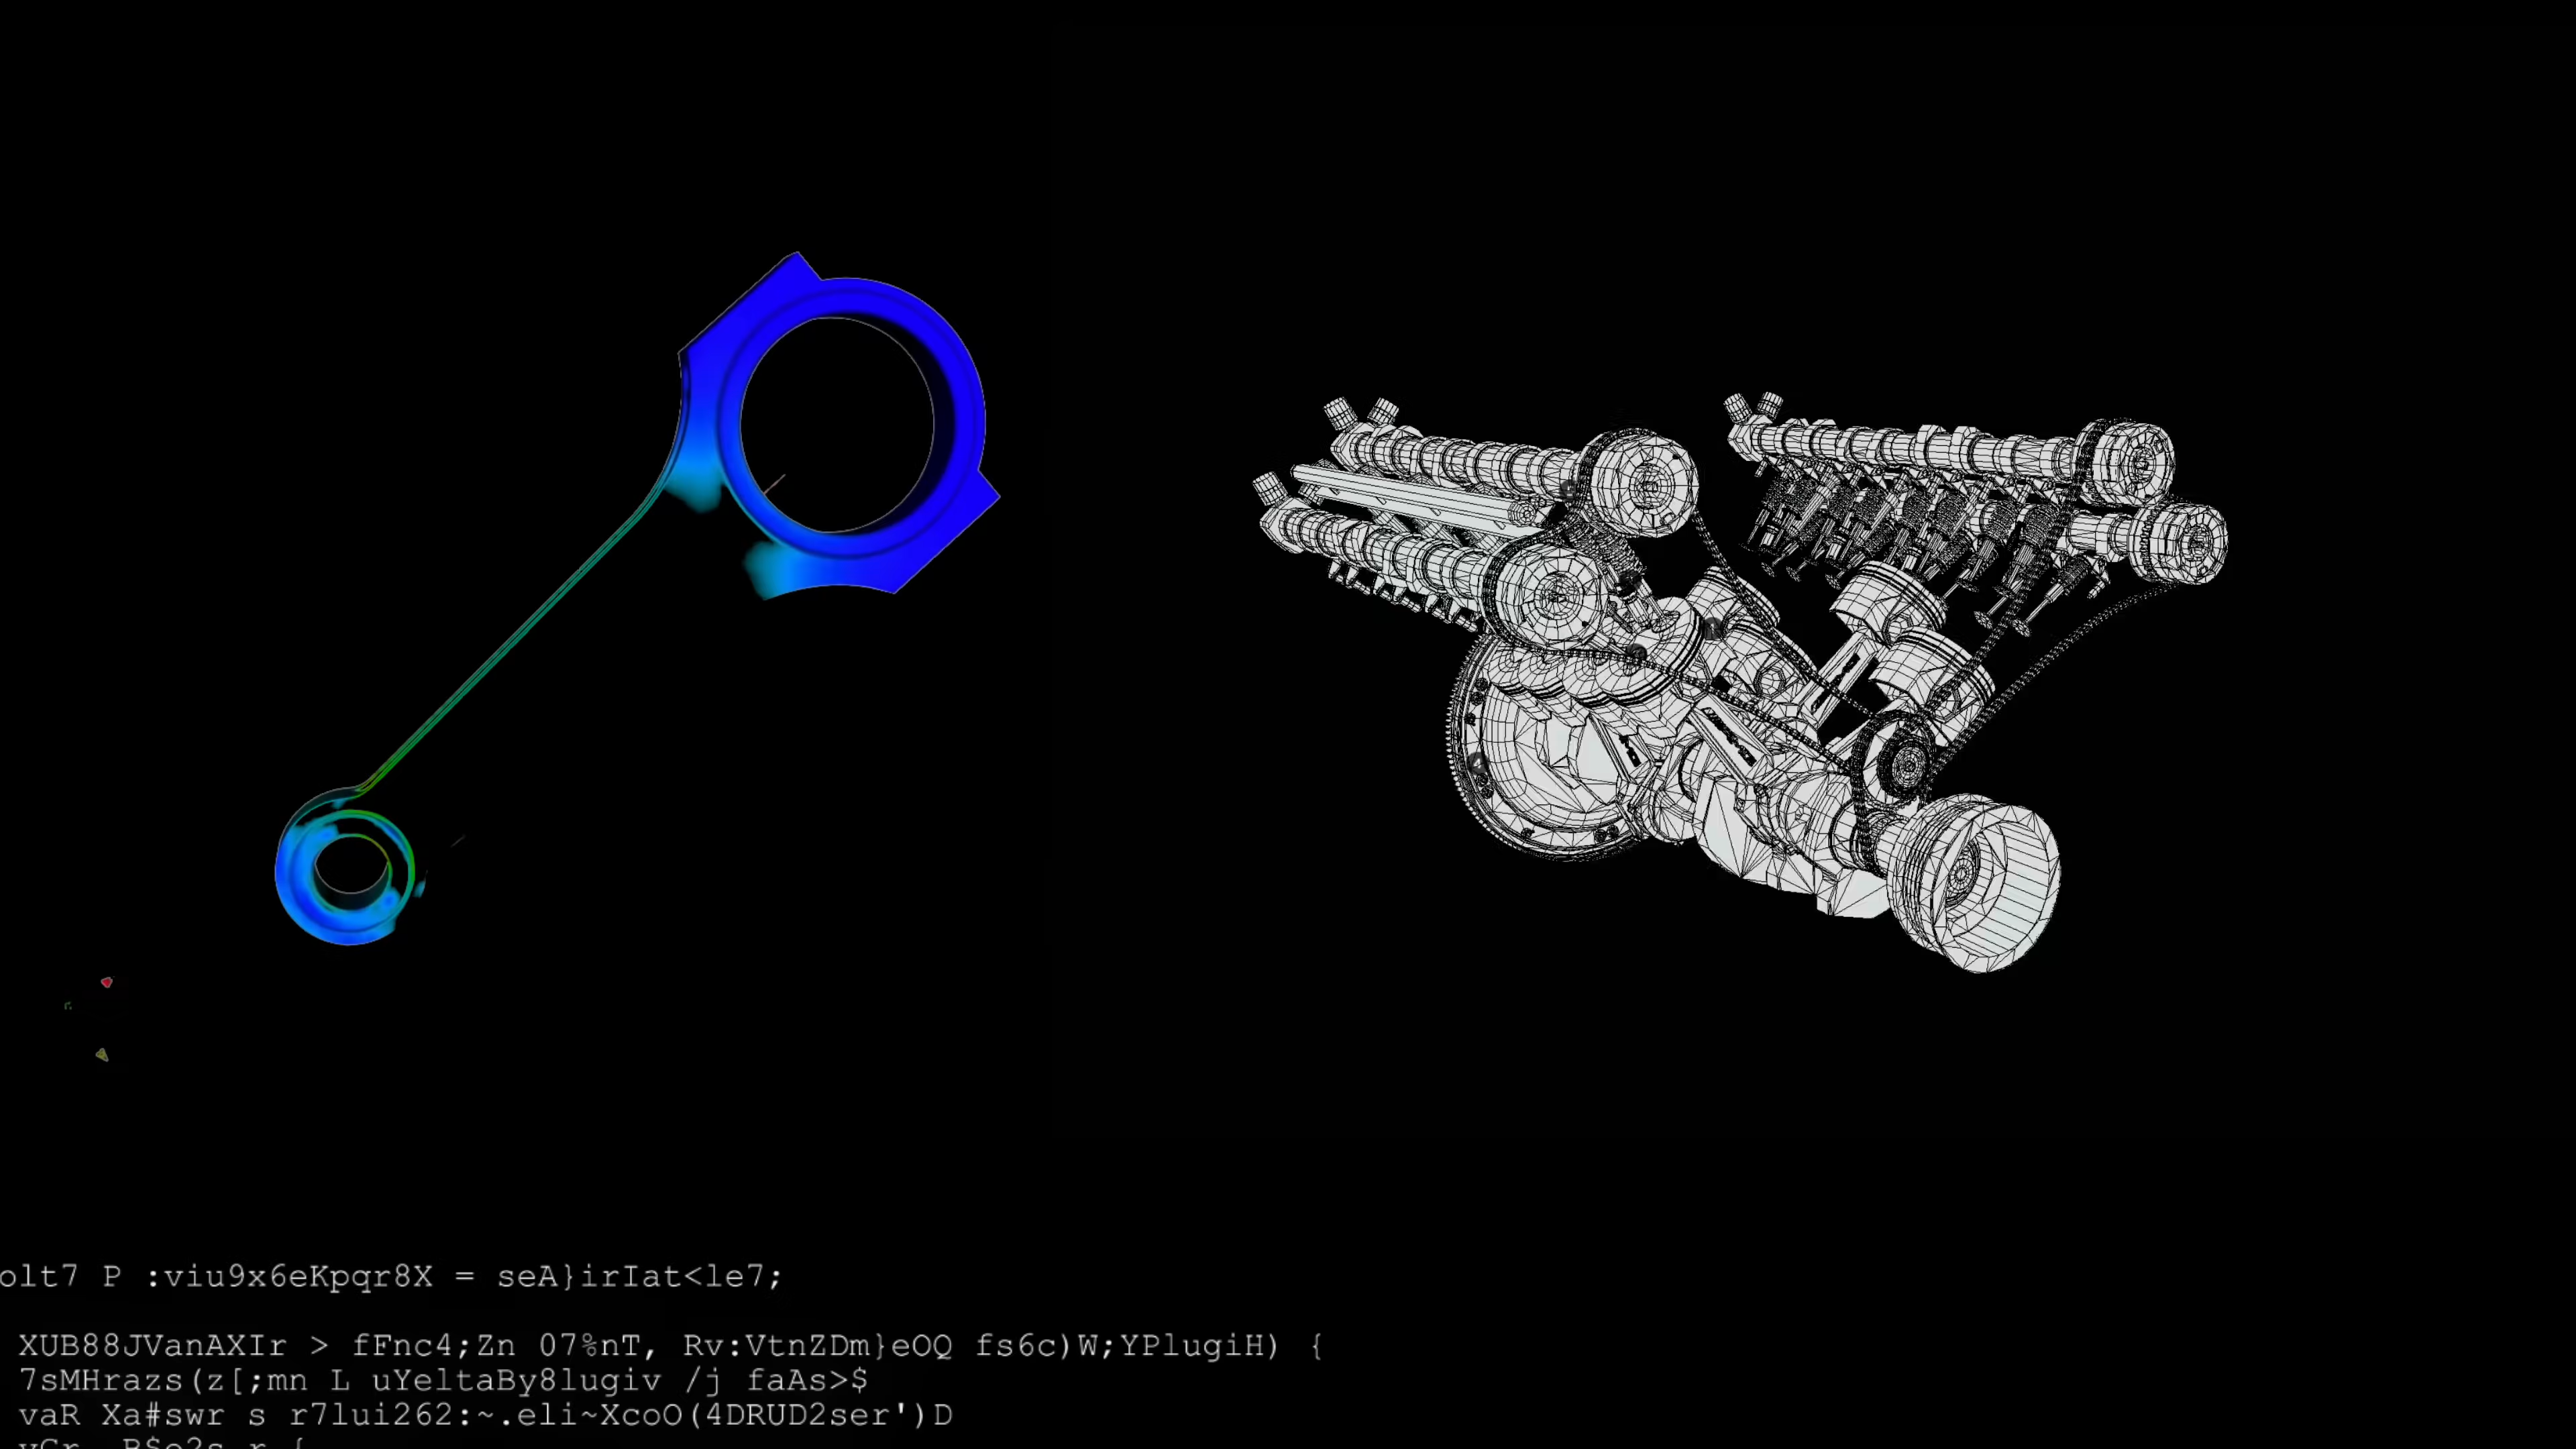 olt7 P :viu9x6eKpqr8X = seA}irIat<le7;
XUB88JVanAXIr > fFnc4;Zn 07%nT, Rv:VtnZDm}eOQ fs6c)W;YPlugiH) {
7sMHrazs(z[;mn L uYeltaBy8lugiv /j faAs>$
vaR Xa#swr s r7lui262:~.eli~XcoO(4DRUD2ser')D